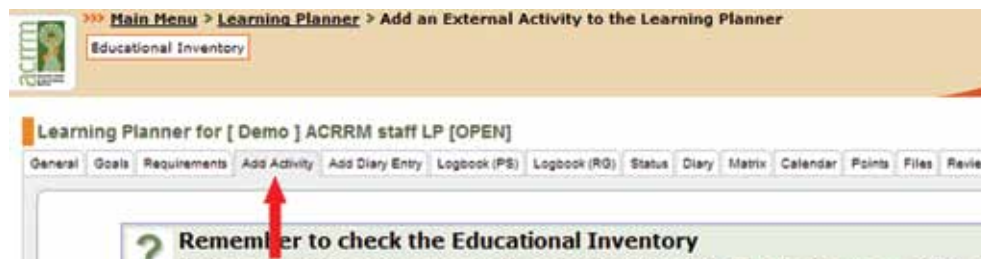 >>> Main Menu > Learning Planner > Add an External Activity to the Learning Planner
Educational Inventory
acrrm
Learning Planner for [ Demo ] ACRRM staff LP [OPEN]
General Goals Requirements Add Activity Add Diary Entry Logbook (PS) Logbook (RG) Status Diary Matrix Calendar Points Files Revie
? Remember to check the Educational Inventory